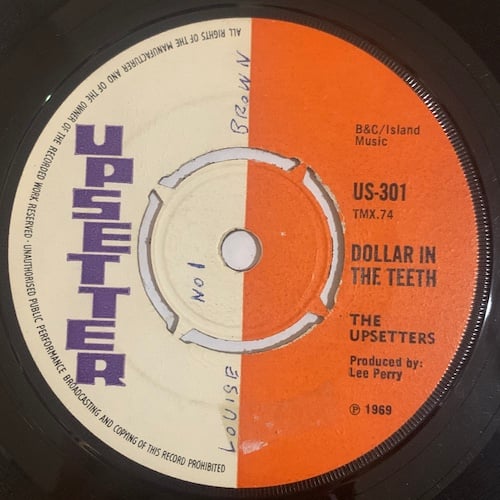 ALL RIGHTS OF THE MANUFACTURER AND OF THE OWNER OF THE RECORDED WORK RESERVED - UNAUTHORISED PUBLIC PERFORMANCE BROADCASTING AND COPYING OF THIS RECORD PROHIBITED
UPSETTER
B&C/Island
Music
US-301
TMX.74
DOLLAR IN
THE TEETH
THE
UPSETTERS
Produced by:
Lee Perry
℗ 1969
LOUISE
BROWN
NO 1